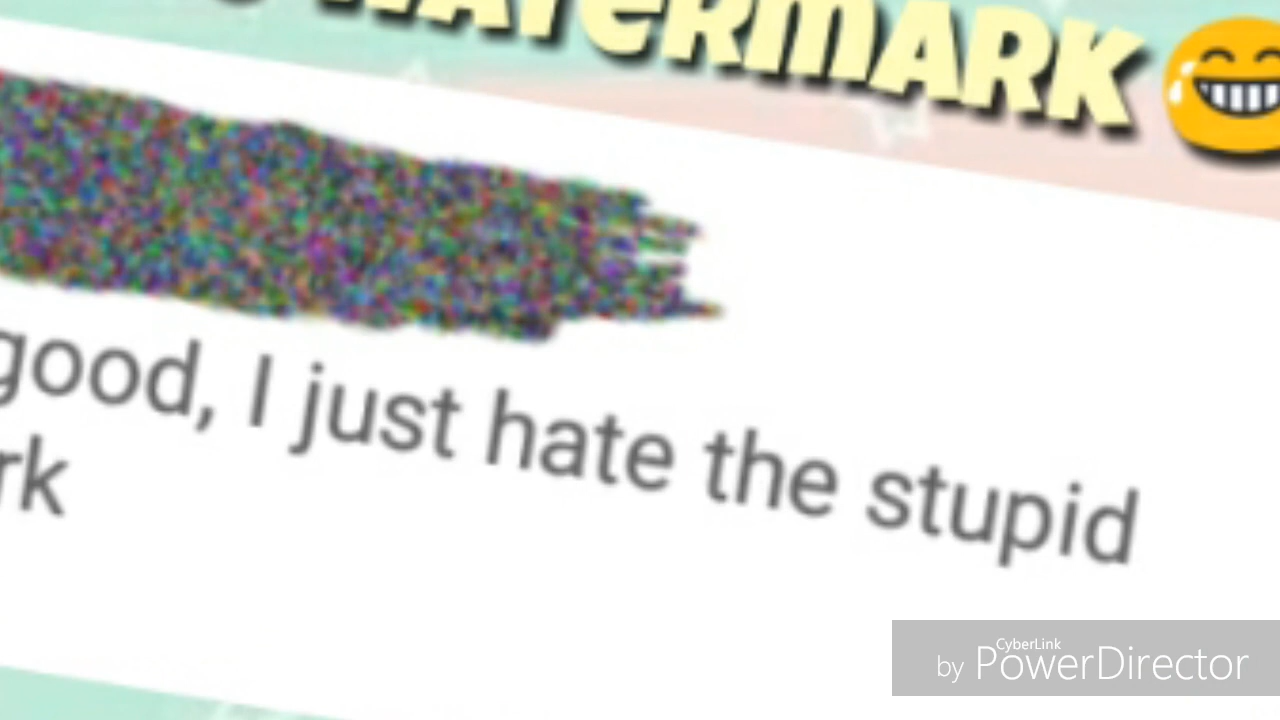 WATERMARK 😂
good, I just hate the stupid
rk
CyberLink
by PowerDirector